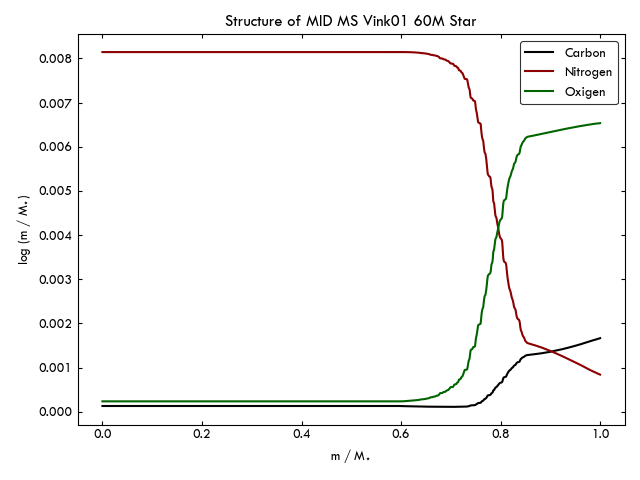 Structure of MID MS Vink01 60M Star
Carbon
Nitrogen
Oxigen
log (m / M⋆)
0.008
0.007
0.006
0.005
0.004
0.003
0.002
0.001
0.000
0.0 0.2 0.4 0.6 0.8 1.0
m / M⋆